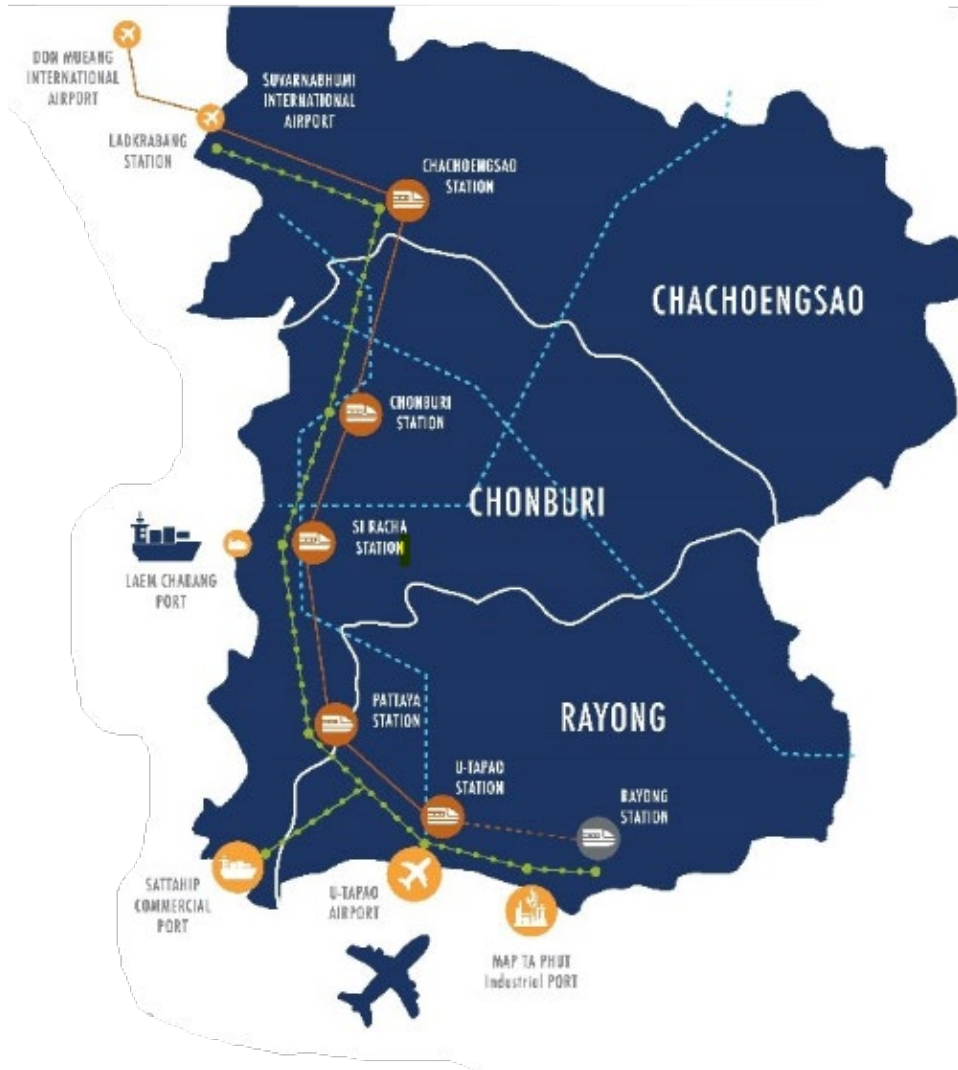 DON MUEANG
INTERNATIONAL
AIRPORT
SUVARNABHUMI
INTERNATIONAL
AIRPORT
LADKRABANG
STATION
CHACHOENGSAO
STATION
CHACHOENGSAO
CHONBURI
STATION
CHONBURI
SI RACHA
STATION
LAEM CHABANG
PORT
PATTAYA
STATION
RAYONG
U-TAPAO
STATION
RAYONG
STATION
SATTAHIP
COMMERCIAL
PORT
U-TAPAO
AIRPORT
MAP TA PHUT
Industrial PORT